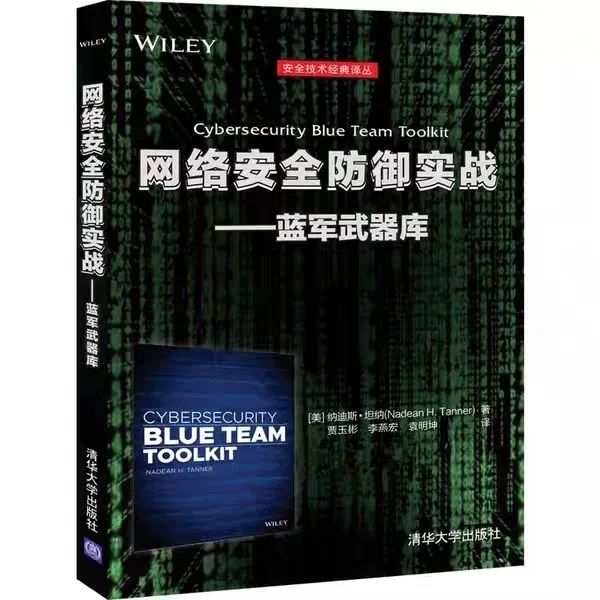 WILEY
安全技术经典译丛
Cybersecurity Blue Team Toolkit
网络安全防御实战
——蓝军武器库
[美] 纳迪斯·坦纳(Nadean H. Tanner) 著
贾玉彬 李燕宏 袁明坤 译
清华大学出版社
CYBERSECURITY
BLUE TEAM
TOOLKIT
NADEAN H. TANNER
WILEY
WILEY
网络安全防御实战——蓝军武器库
清华大学出版社